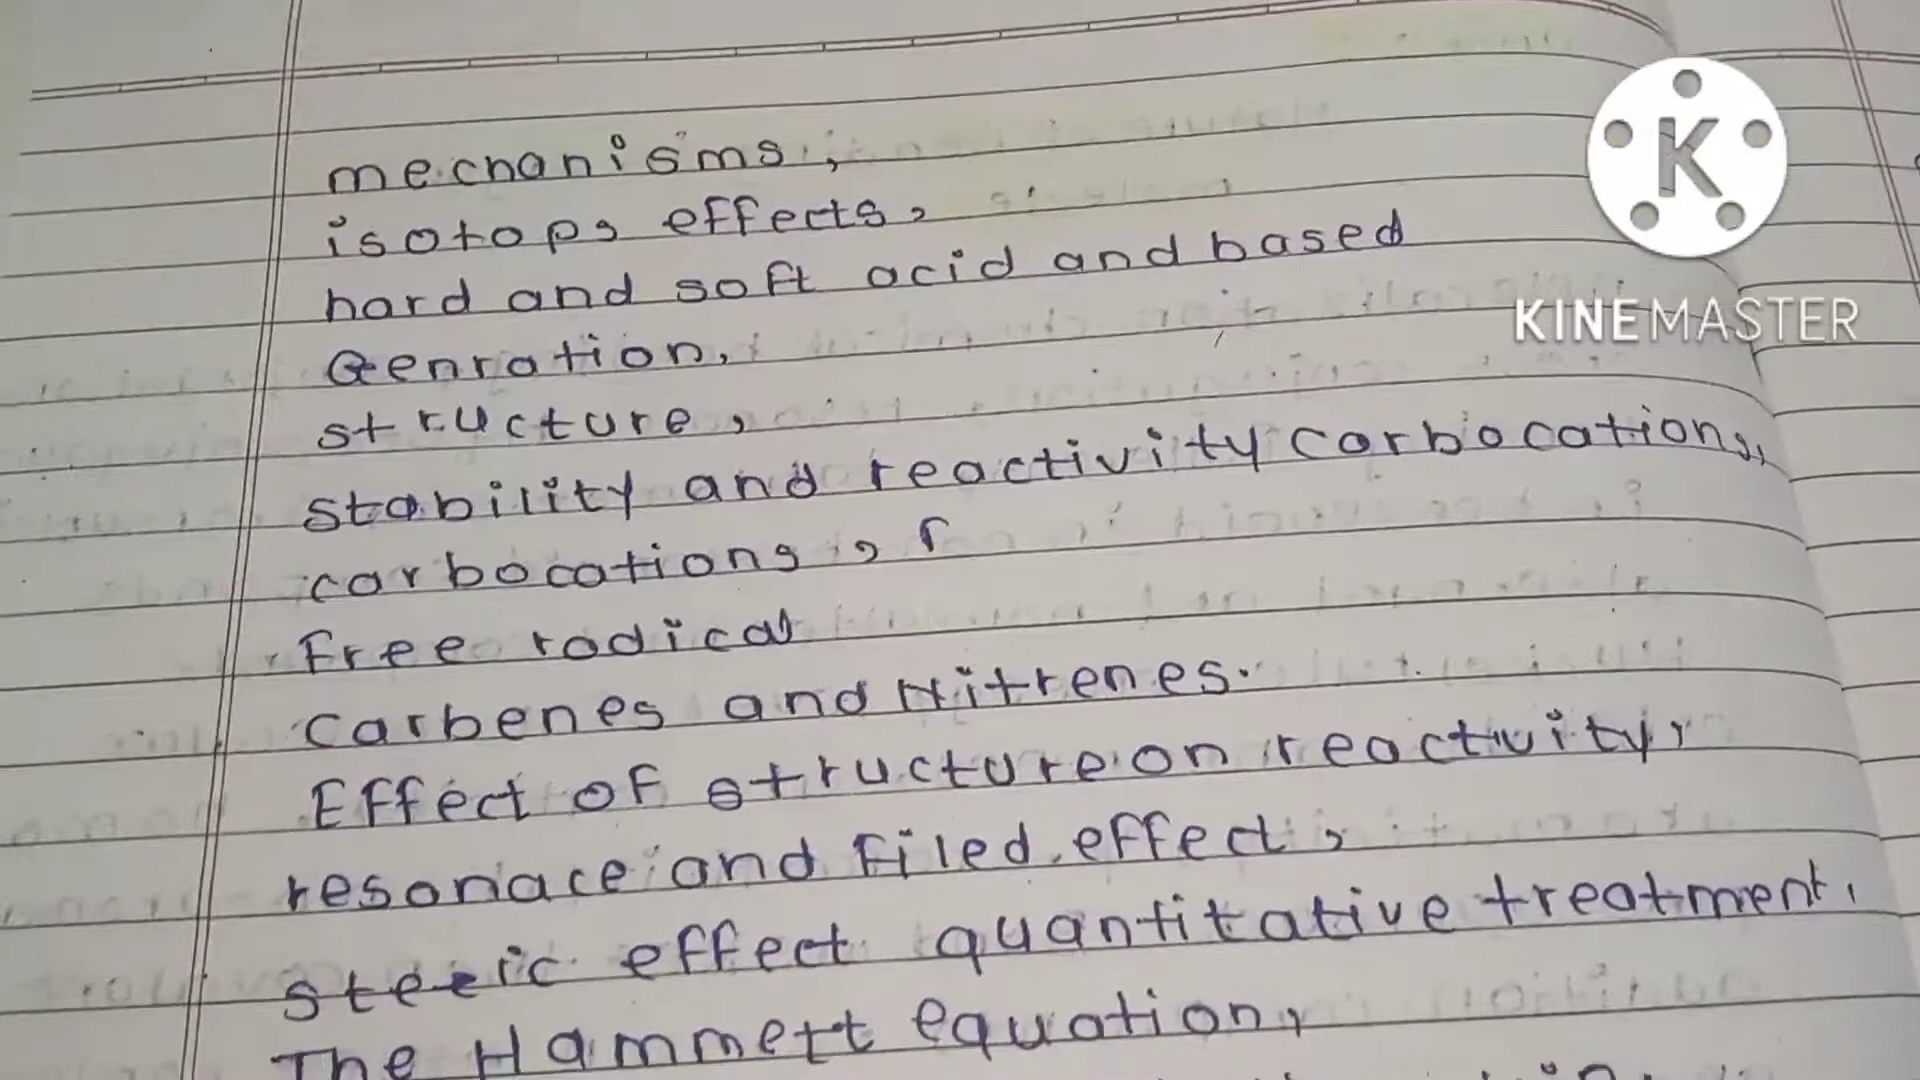 mechanisms,
isotops effects,
hard and soft acid and based
Genration,
structure,
stability and reactivity carbocations,
carbocations, f
Free radical
carbenes and Nitrenes.
Effect of structure on reactivity,
resonace and filed effect,
steric effect quantitative treatment,
The Hammett equation,
K
KINEMASTER